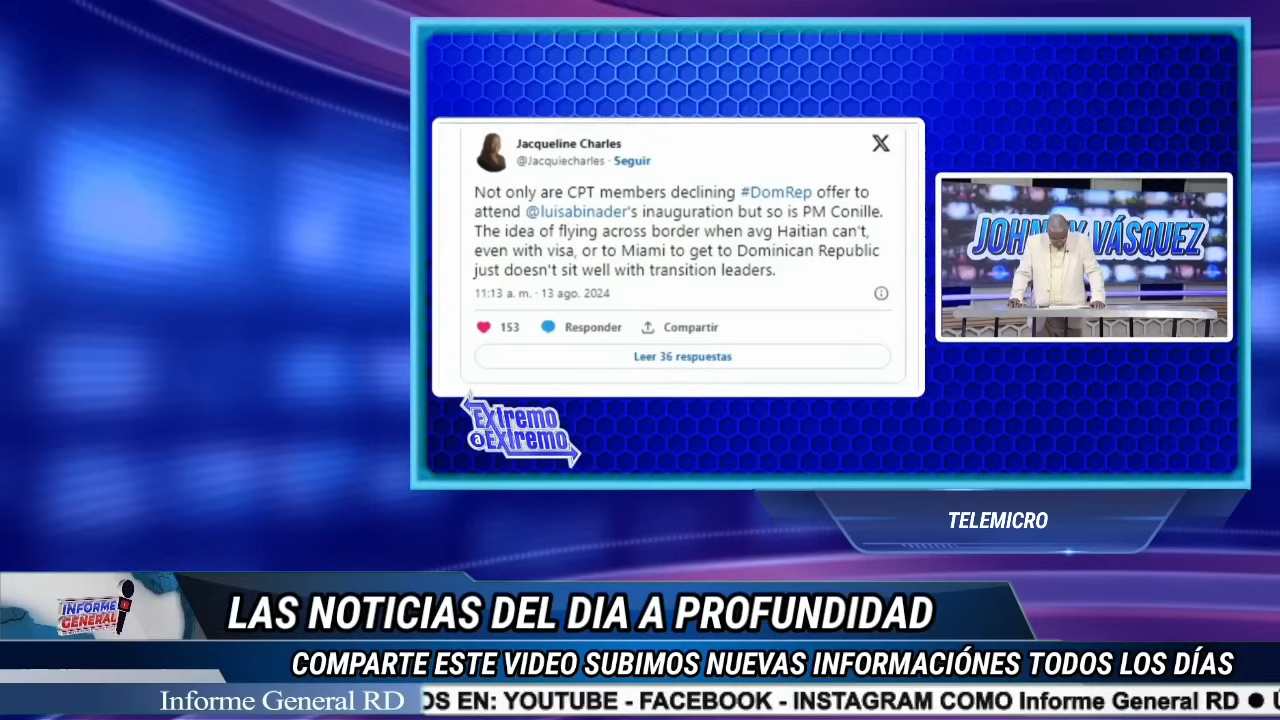 Jacqueline Charles
@Jacquiecharles · Seguir
X
Not only are CPT members declining #DomRep offer to
attend @luisabinader's inauguration but so is PM Conille.
The idea of flying across border when avg Haitian can't,
even with visa, or to Miami to get to Dominican Republic
just doesn't sit well with transition leaders.
11:13 a. m. · 13 ago. 2024
153 Responder Compartir
Leer 36 respuestas
JOHNNY VÁSQUEZ
EXTremo
@EXTremo
TELEMICRO
INFORME
GENERAL
LAS NOTICIAS DEL DIA A PROFUNDIDAD
COMPARTE ESTE VIDEO SUBIMOS NUEVAS INFORMACIÓNES TODOS LOS DÍAS
Informe General RD
OS EN: YOUTUBE - FACEBOOK - INSTAGRAM COMO Informe General RD ●